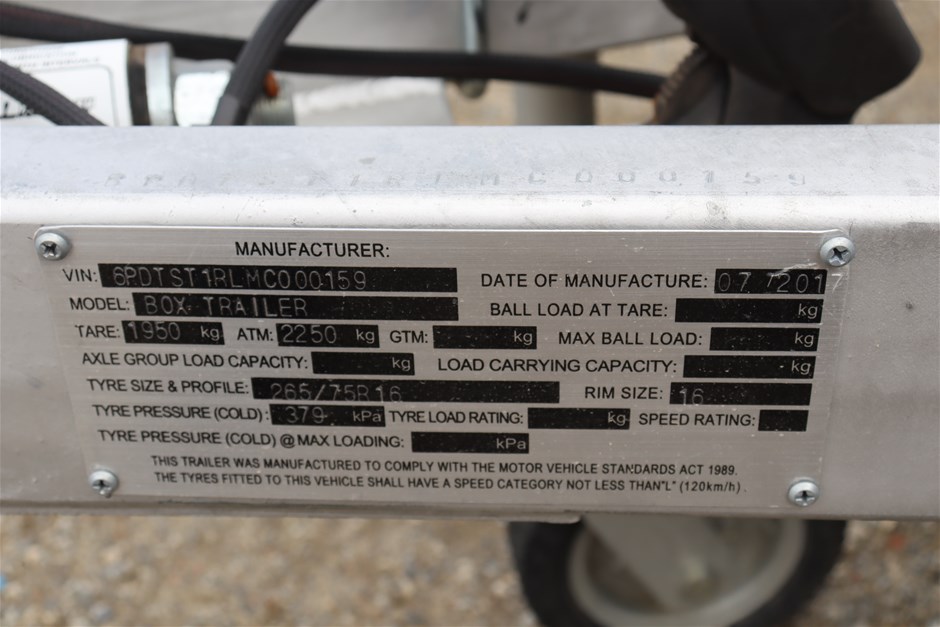 MANUFACTURER:
VIN: 6PDTST1RLMC000159 DATE OF MANUFACTURE: 07/2017
MODEL: BOX TRAILER BALL LOAD AT TARE: kg
TARE: 1950 kg ATM: 2250 kg GTM: kg MAX BALL LOAD: kg
AXLE GROUP LOAD CAPACITY: kg LOAD CARRYING CAPACITY: kg
TYRE SIZE & PROFILE: 265/75R16 RIM SIZE: 16
TYRE PRESSURE (COLD): 379 kPa TYRE LOAD RATING: kg SPEED RATING:
TYRE PRESSURE (COLD) @ MAX LOADING: kPa
THIS TRAILER WAS MANUFACTURED TO COMPLY WITH THE MOTOR VEHICLE STANDARDS ACT 1989.
THE TYRES FITTED TO THIS VEHICLE SHALL HAVE A SPEED CATEGORY NOT LESS THAN "L" (120km/h).